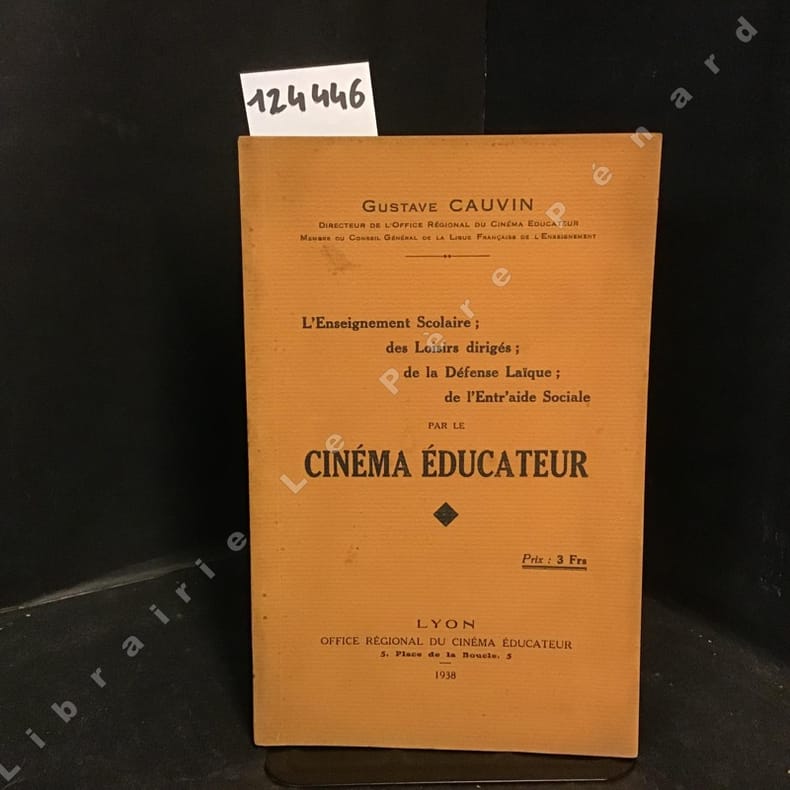 124446
Gustave CAUVIN
Directeur de l'Office Régional du Cinéma Educateur
Membre du Conseil Général de la Ligue Française de l'Enseignement
L'Enseignement Scolaire ;
des Loisirs dirigés ;
de la Défense Laïque ;
de l'Entr'aide Sociale
PAR LE
CINÉMA ÉDUCATEUR
Prix : 3 Frs
LYON
OFFICE RÉGIONAL DU CINÉMA ÉDUCATEUR
5, Place de la Boucle, 5
1938
Librairie Le Père Pénard